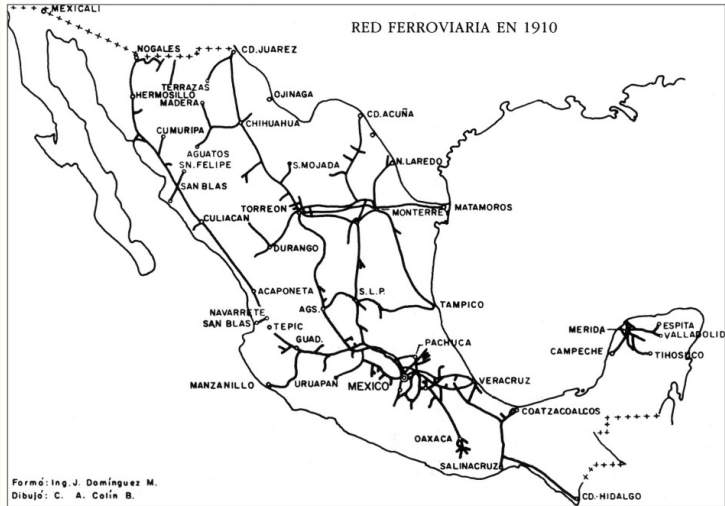 RED FERROVIARIA EN 1910
MEXICALI
NOGALES
CD.JUAREZ
TERRAZAS
HERMOSILLO
MADERA
OJINAGA
CD.ACUÑA
CHIHUAHUA
CUMURIPA
AGUATOS
SN.FELIPE
S.MOJADA
N.LAREDO
SAN BLAS
TORREON
MONTERREY
MATAMOROS
CULIACAN
DURANGO
ACAPONETA
S.L.P.
TAMPICO
AGS.
NAVARRETE
SAN BLAS
TEPIC
GUAD.
PACHUCA
MERIDA
ESPITA
VALLADOLID
CAMPECHE
TIHOSUCO
MANZANILLO
URUAPAN
MEXICO
VERACRUZ
COATZACOALCOS
OAXACA
SALINACRUZ
CD.-HIDALGO
Formó: Ing. J. Domínguez M.
Dibujó: C. A. Colín B.